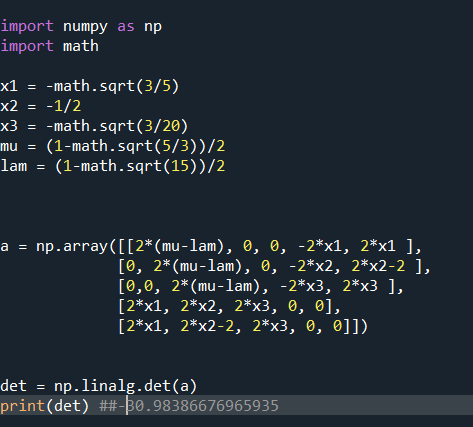 import numpy as np
import math
x1 = -math.sqrt(3/5)
x2 = -1/2
x3 = -math.sqrt(3/20)
mu = (1-math.sqrt(5/3))/2
lam = (1-math.sqrt(15))/2
a = np.array([[2*(mu-lam), 0, 0, -2*x1, 2*x1 ],
[0, 2*(mu-lam), 0, -2*x2, 2*x2-2 ],
[0,0, 2*(mu-lam), -2*x3, 2*x3 ],
[2*x1, 2*x2, 2*x3, 0, 0],
[2*x1, 2*x2-2, 2*x3, 0, 0]])
det = np.linalg.det(a)
print(det) ##-30.98386676965935